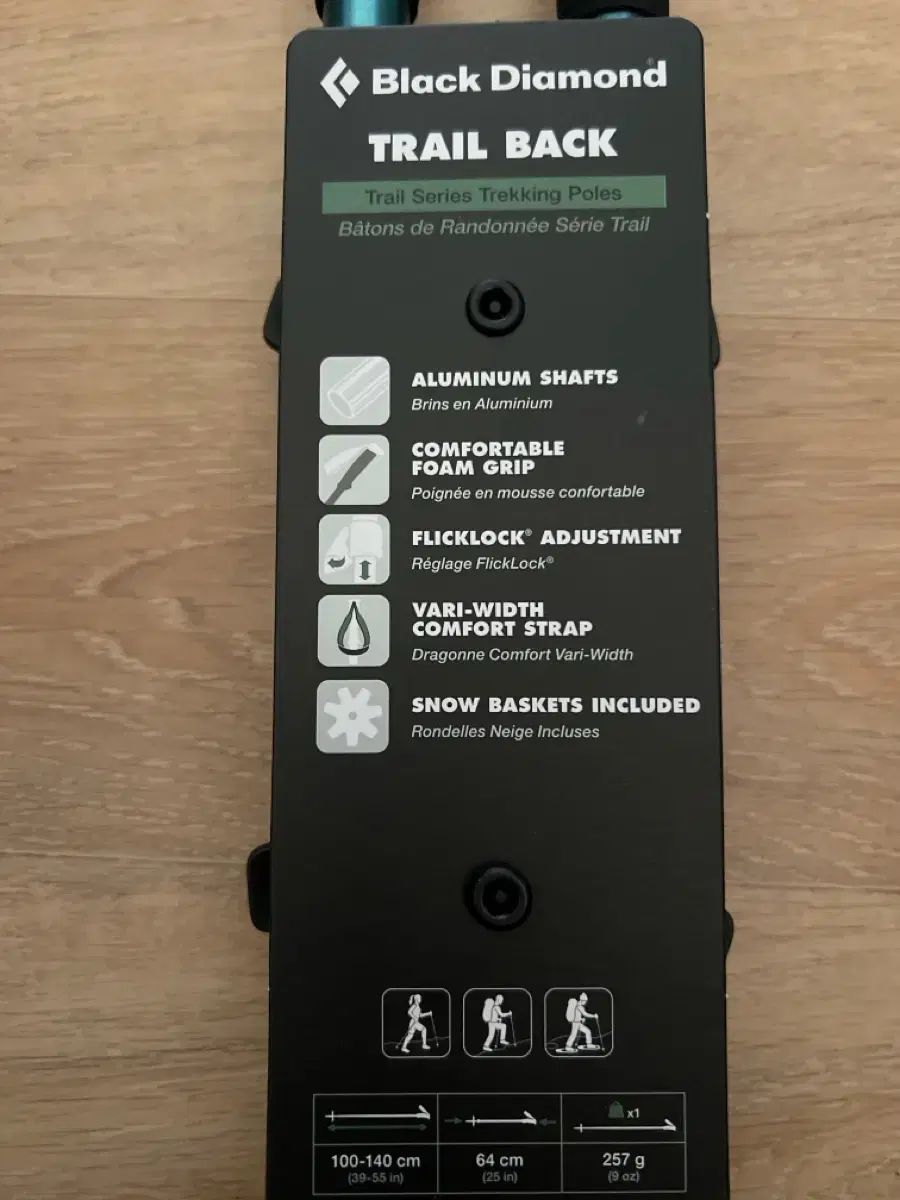 Black Diamond®
TRAIL BACK
Trail Series Trekking Poles
Bâtons de Randonnée Série Trail
ALUMINUM SHAFTS
Brins en Aluminium
COMFORTABLE
FOAM GRIP
Poignée en mousse confortable
FLICKLOCK® ADJUSTMENT
Réglage FlickLock®
VARI-WIDTH
COMFORT STRAP
Dragonne Comfort Vari-Width
SNOW BASKETS INCLUDED
Rondelles Neige Incluses
x1
100-140 cm 64 cm 257 g
(39-55 in) (25 in) (9 oz)